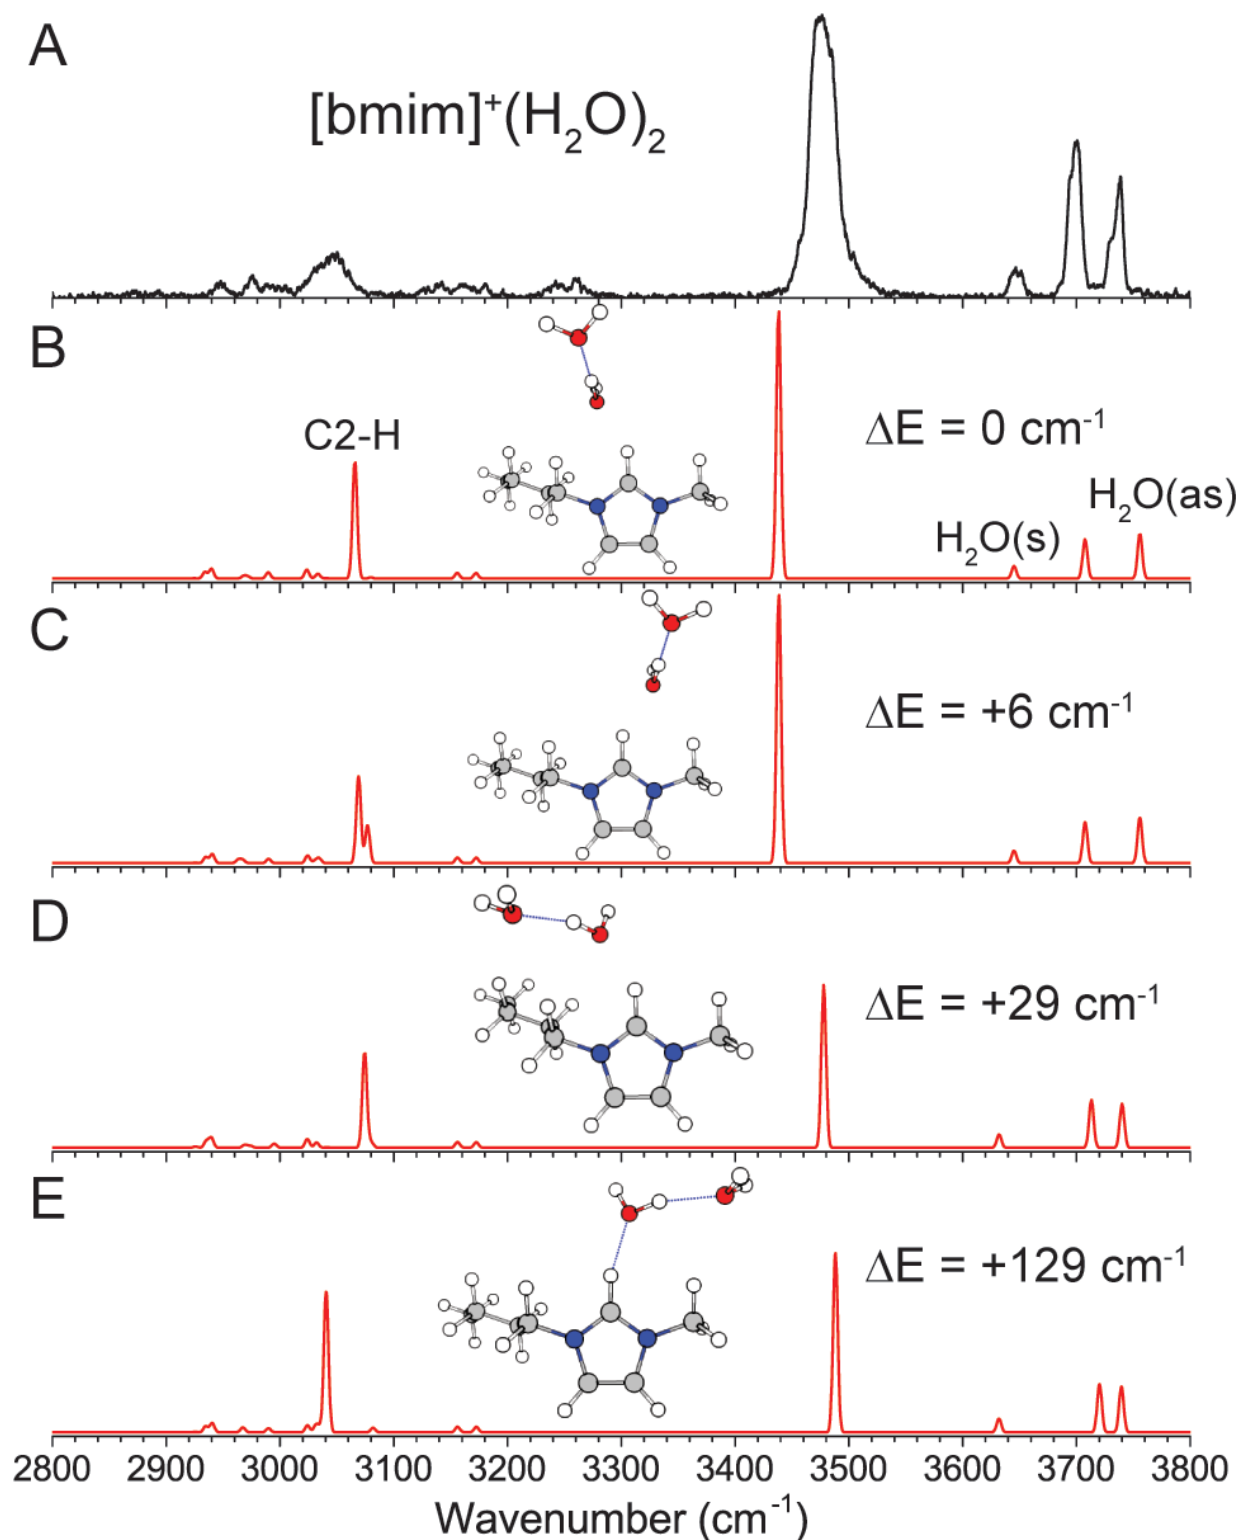 A
[bmim]⁺(H₂O)₂
B
C2-H
ΔE = 0 cm⁻¹
H₂O(s)
H₂O(as)
C
ΔE = +6 cm⁻¹
D
ΔE = +29 cm⁻¹
E
ΔE = +129 cm⁻¹
2800 2900 3000 3100 3200 3300 3400 3500 3600 3700 3800
Wavenumber (cm⁻¹)